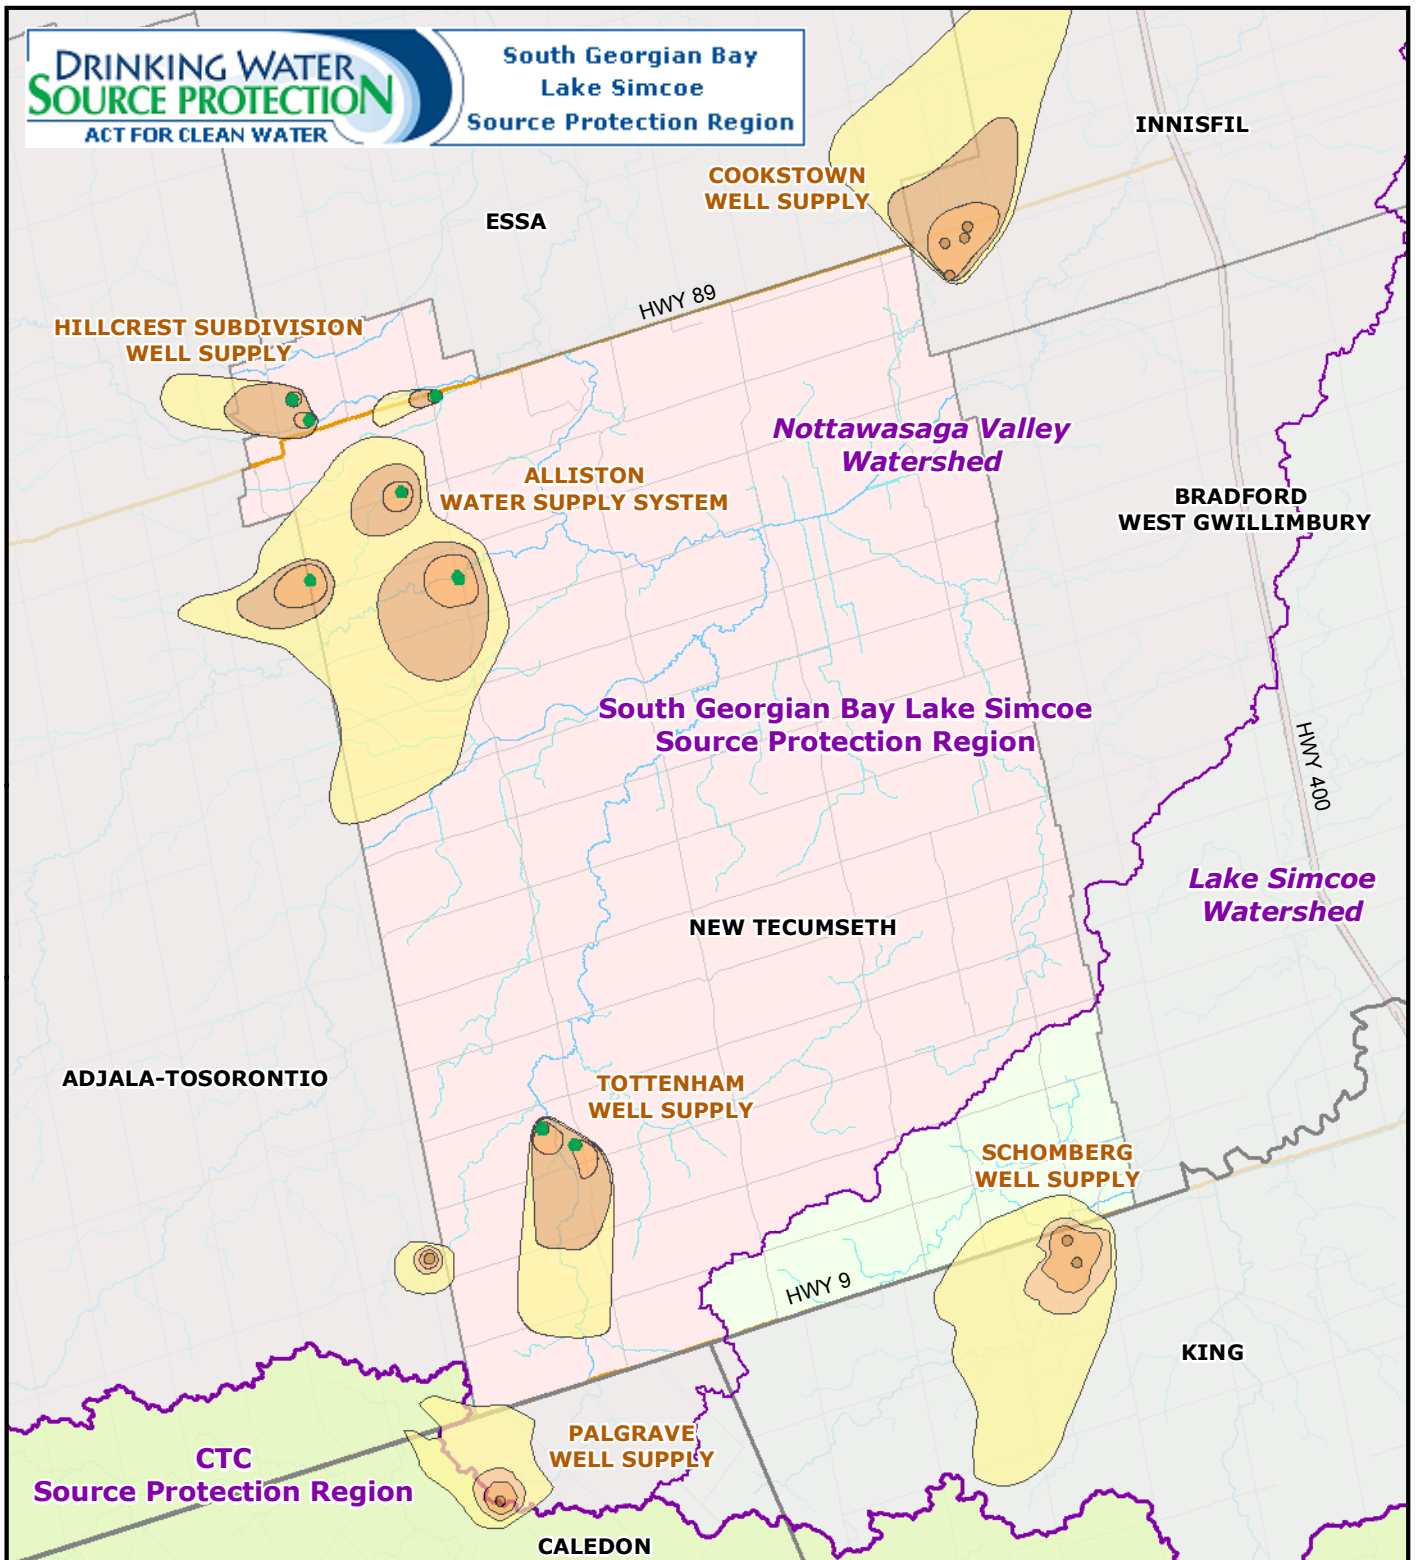 DRINKING WATER
SOURCE PROTECTION
ACT FOR CLEAN WATER
South Georgian Bay
Lake Simcoe
Source Protection Region
INNISFIL
COOKSTOWN
WELL SUPPLY
ESSA
HWY 89
HILLCREST SUBDIVISION
WELL SUPPLY
Nottawasaga Valley
Watershed
ALLISTON
WATER SUPPLY SYSTEM
BRADFORD
WEST GWILLIMBURY
South Georgian Bay Lake Simcoe
Source Protection Region
HWY 400
Lake Simcoe
Watershed
NEW TECUMSETH
ADJALA-TOSORONTIO
TOTTENHAM
WELL SUPPLY
SCHOMBERG
WELL SUPPLY
HWY 9
KING
PALGRAVE
WELL SUPPLY
CTC
Source Protection Region
CALEDON